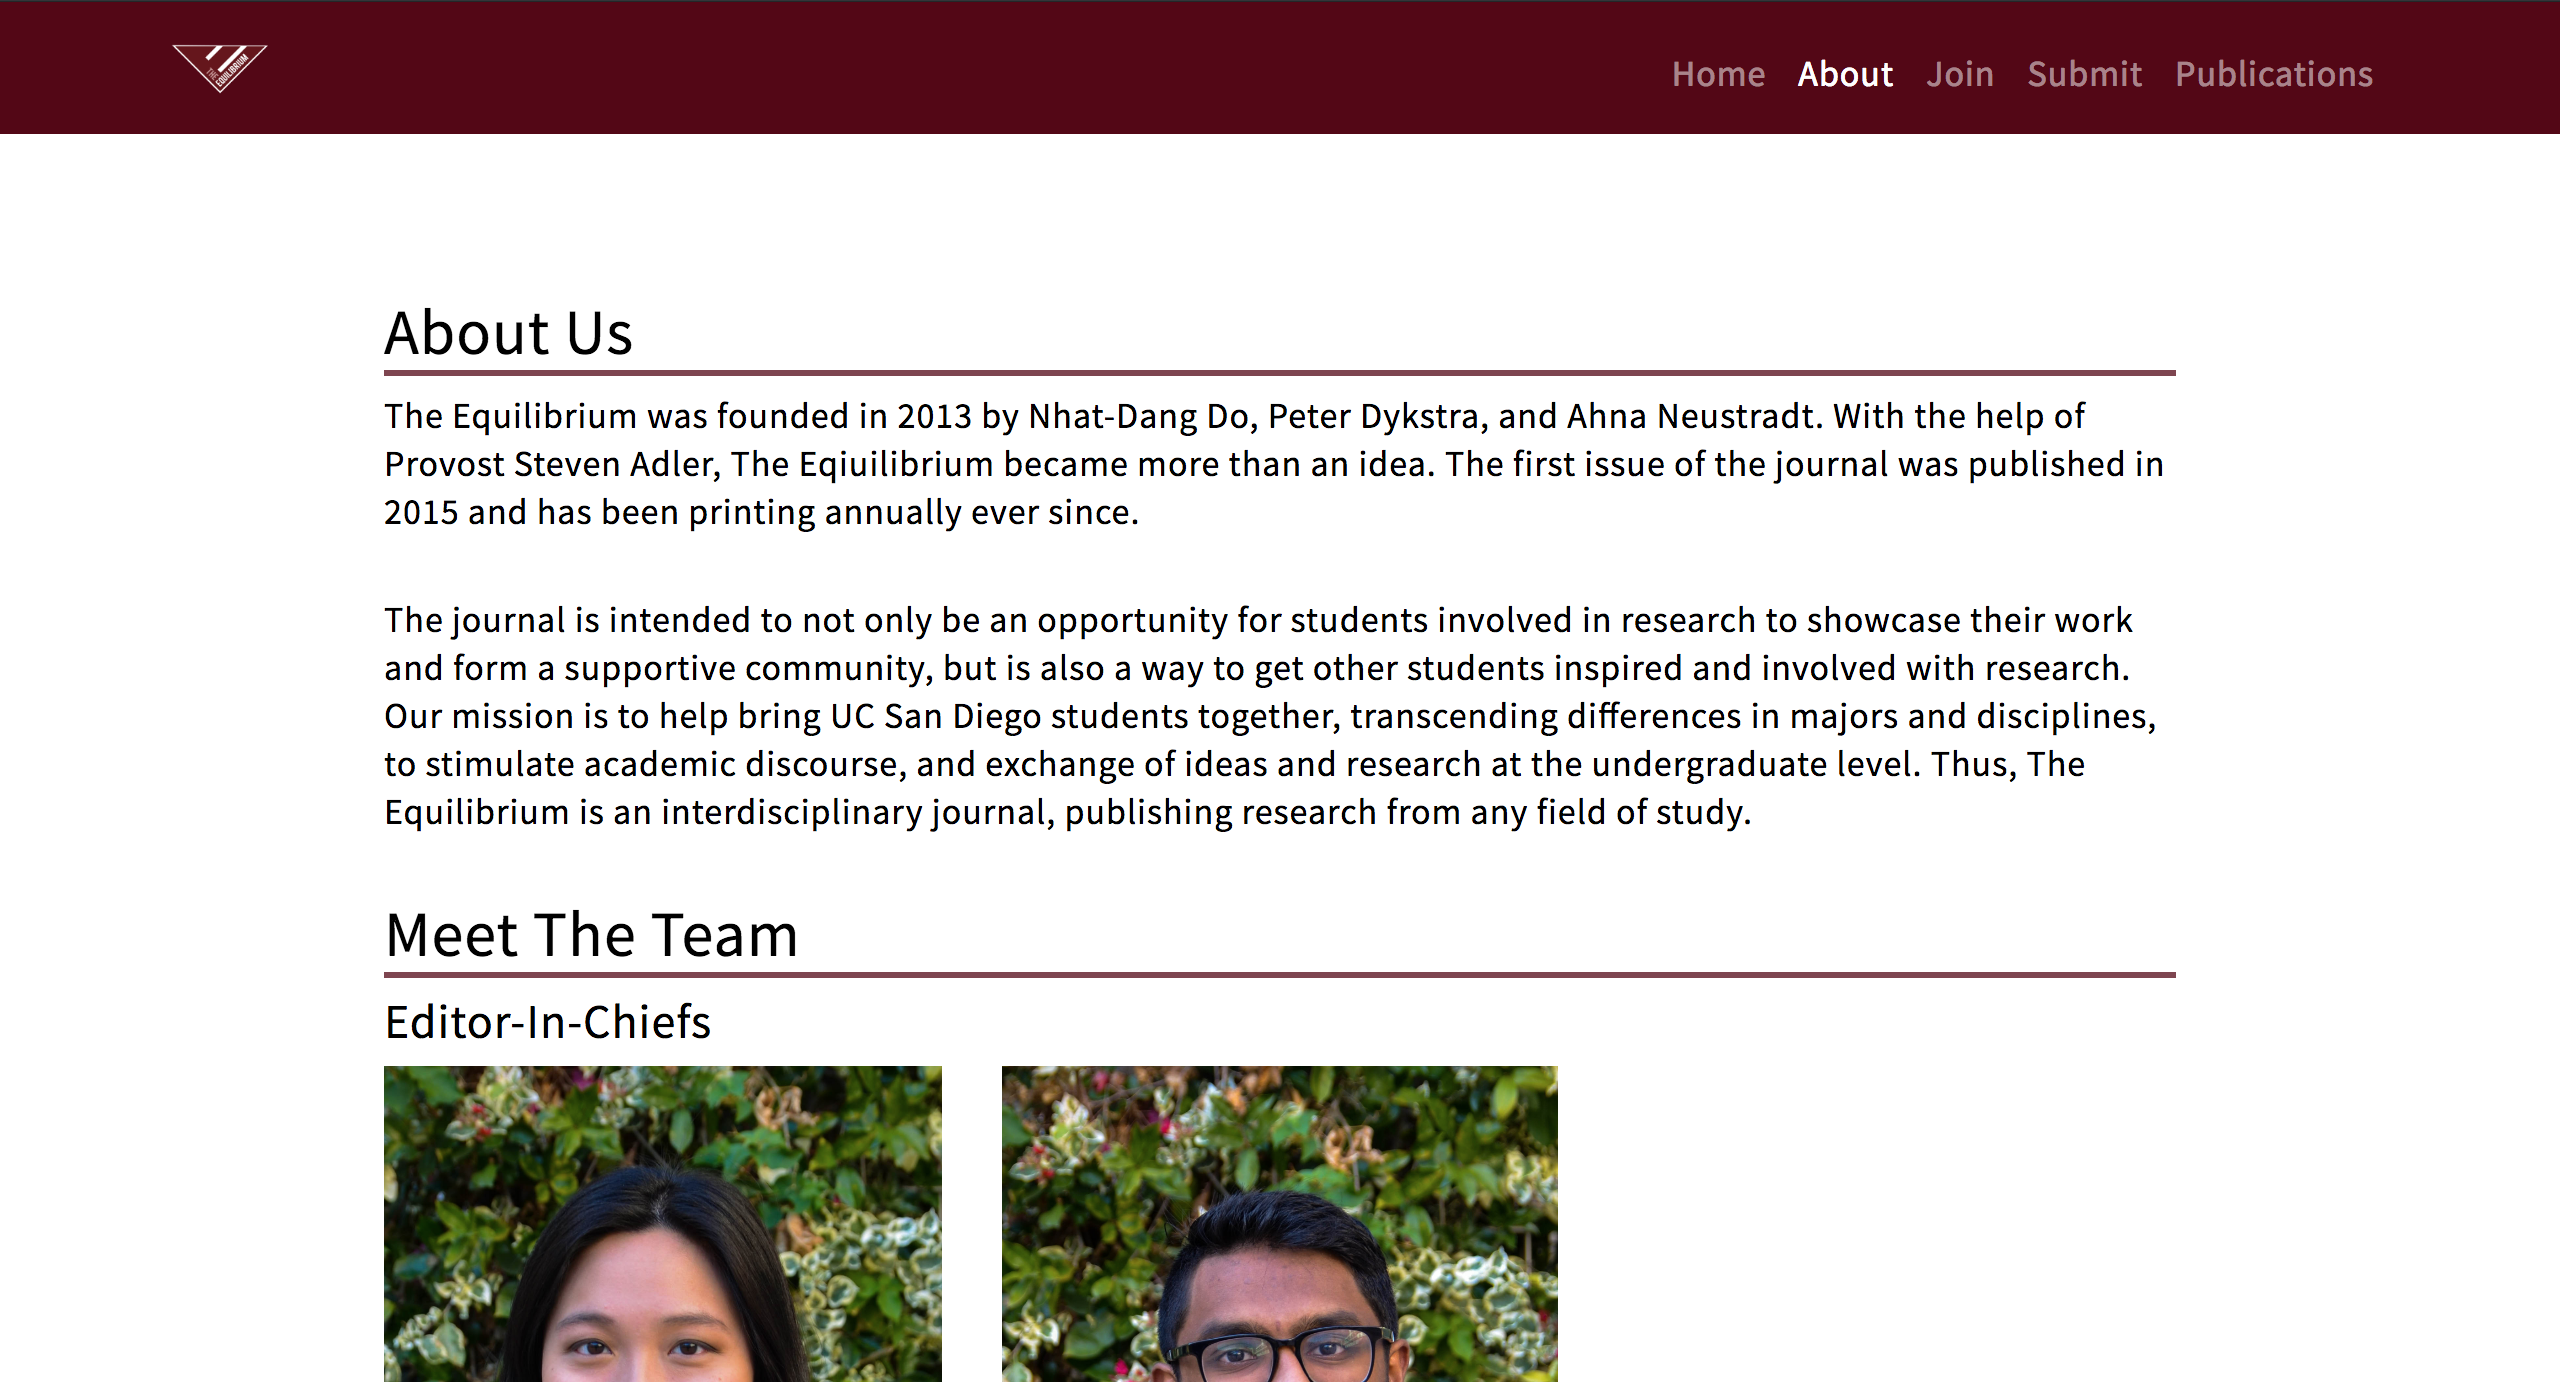 THE
EQUILIBRIUM
Home About Join Submit Publications
About Us
The Equilibrium was founded in 2013 by Nhat-Dang Do, Peter Dykstra, and Ahna Neustradt. With the help of
Provost Steven Adler, The Eqiuilibrium became more than an idea. The first issue of the journal was published in
2015 and has been printing annually ever since.
The journal is intended to not only be an opportunity for students involved in research to showcase their work
and form a supportive community, but is also a way to get other students inspired and involved with research.
Our mission is to help bring UC San Diego students together, transcending differences in majors and disciplines,
to stimulate academic discourse, and exchange of ideas and research at the undergraduate level. Thus, The
Equilibrium is an interdisciplinary journal, publishing research from any field of study.
Meet The Team
Editor-In-Chiefs